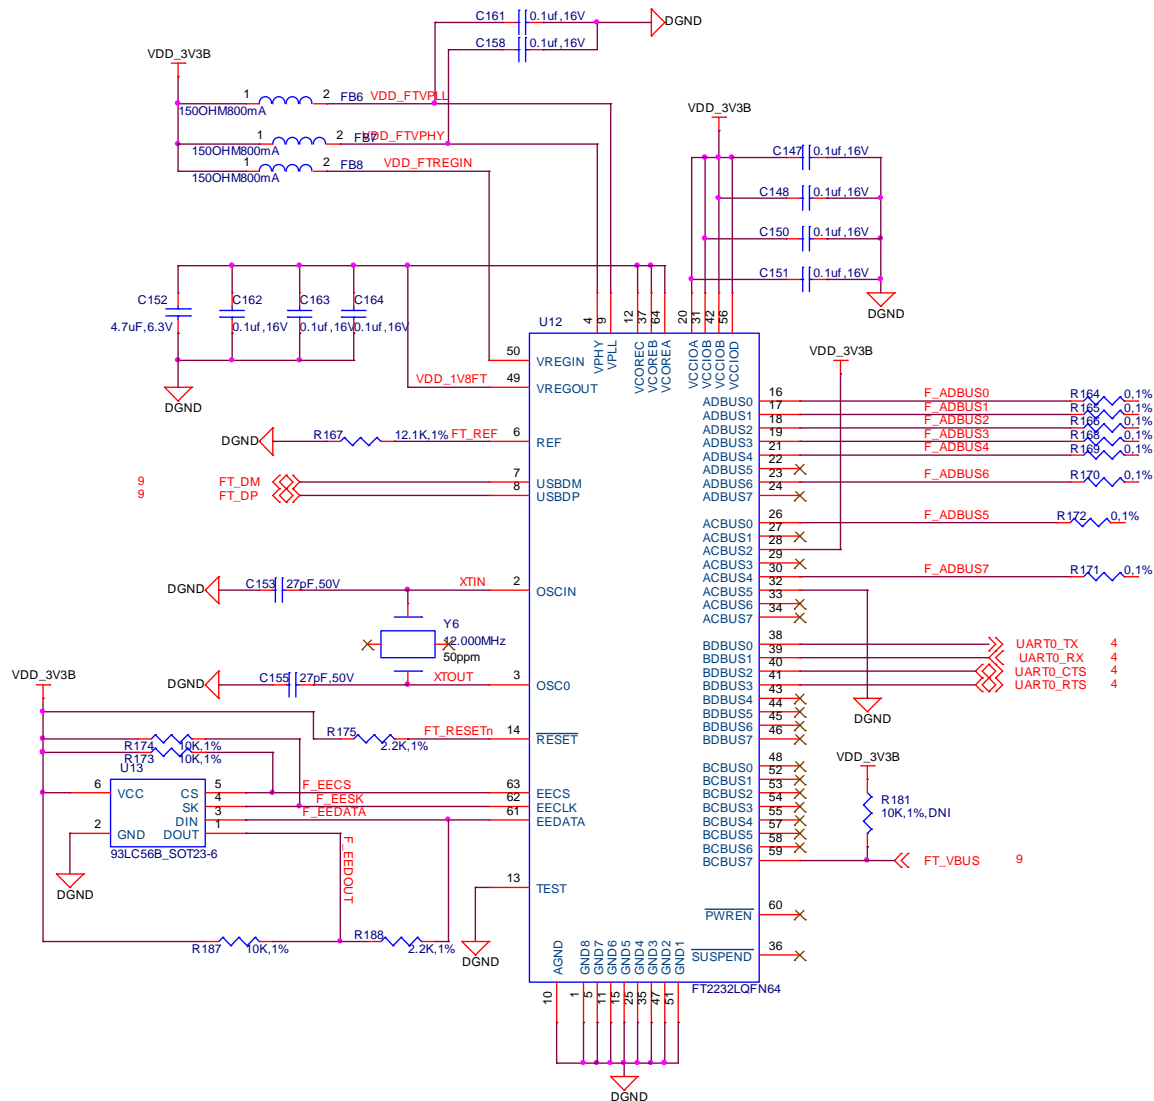 C161 0.1uf,16V DGND
C158 0.1uf,16V
VDD_3V3B
1 2 FB6 VDD_FTVPLL
150OHM800mA
1 2 FB7 VDD_FTVPHY
150OHM800mA
1 2 FB8 VDD_FTREGIN
150OHM800mA
VDD_3V3B
C147 0.1uf,16V
C148 0.1uf,16V
C150 0.1uf,16V
C151 0.1uf,16V
DGND
C152 C162 C163 C164
4.7uF,6.3V 0.1uf,16V 0.1uf,16V 0.1uf,16V
DGND
U12
4 9 12 37 64 20 31 42 56
VPHY VPLL VCOREC VCOREB VCOREA VCCIOA VCCIOB VCCIOB VCCIOD
50 VREGIN
VDD_1V8FT 49 VREGOUT
DGND R167 12.1K,1% FT_REF 6 REF
9 FT_DM 7 USBDM
9 FT_DP 8 USBDP
DGND C153 27pF,50V XTIN 2 OSCIN
Y6
12.000MHz
50ppm
DGND C155 27pF,50V XTOUT 3 OSC0
VDD_3V3B
R175 2.2K,1% FT_RESETn 14 RESET
R174 10K,1%
R173 10K,1%
U13
6 VCC CS 5 F_EECS 63 EECS
SK 4 F_EESK 62 EECLK
DIN 3 F_EEDATA 61 EEDATA
2 GND DOUT 1
F_EEDOUT
93LC56B_SOT23-6
DGND
R187 10K,1% R188 2.2K,1%
13 TEST
DGND
VDD_3V3B
ADBUS0 16 F_ADBUS0 R164 0,1%
ADBUS1 17 F_ADBUS1 R165 0,1%
ADBUS2 18 F_ADBUS2 R166 0,1%
ADBUS3 19 F_ADBUS3 R168 0,1%
ADBUS4 21 F_ADBUS4 R169 0,1%
ADBUS5 22
ADBUS6 23 F_ADBUS6 R170 0,1%
ADBUS7 24
ACBUS0 26 F_ADBUS5 R172 0,1%
ACBUS1 27
ACBUS2 28
ACBUS3 29
ACBUS4 30 F_ADBUS7 R171 0,1%
ACBUS5 32
ACBUS6 33
ACBUS7 34
BDBUS0 38 UART0_TX 4
BDBUS1 39 UART0_RX 4
BDBUS2 40 UART0_CTS 4
BDBUS3 41 UART0_RTS 4
BDBUS4 43
BDBUS5 44
BDBUS6 45
BDBUS7 46
DGND
VDD_3V3B
BCBUS0 48
BCBUS1 52
BCBUS2 53
BCBUS3 54
BCBUS4 55
BCBUS5 57
BCBUS6 58
BCBUS7 59 FT_VBUS 9
R181
10K,1%,DNI
PWREN 60
SUSPEND 36
AGND GND8 GND7 GND6 GND5 GND4 GND3 GND2 GND1
FT2232LQFN64
10 1 5 11 15 25 35 47 51
DGND